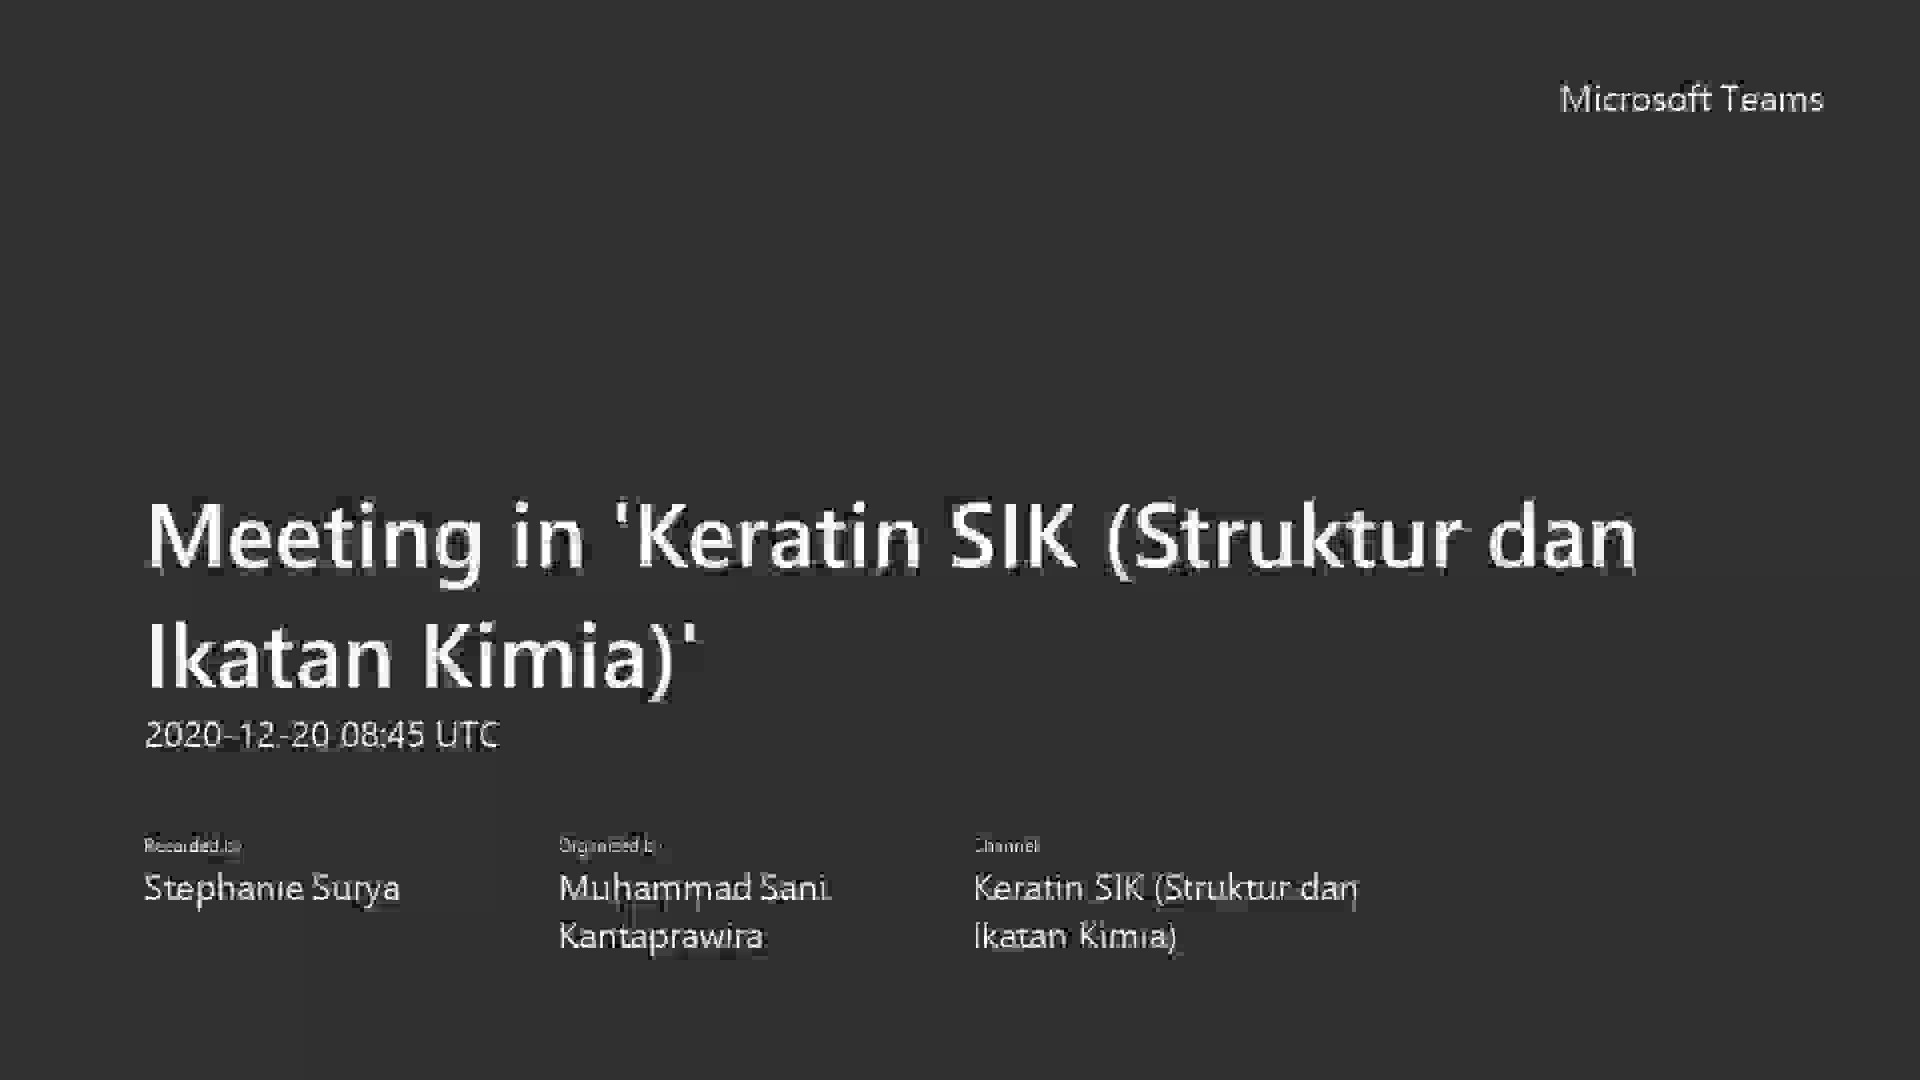 Microsoft Teams
Meeting in 'Keratin SIK (Struktur dan
Ikatan Kimia)'
2020-12-20 08:45 UTC
Recorded by
Organized by
Channel
Stephanie Surya
Muhammad Sani
Kantaprawira
Keratin SIK (Struktur dan
Ikatan Kimia)